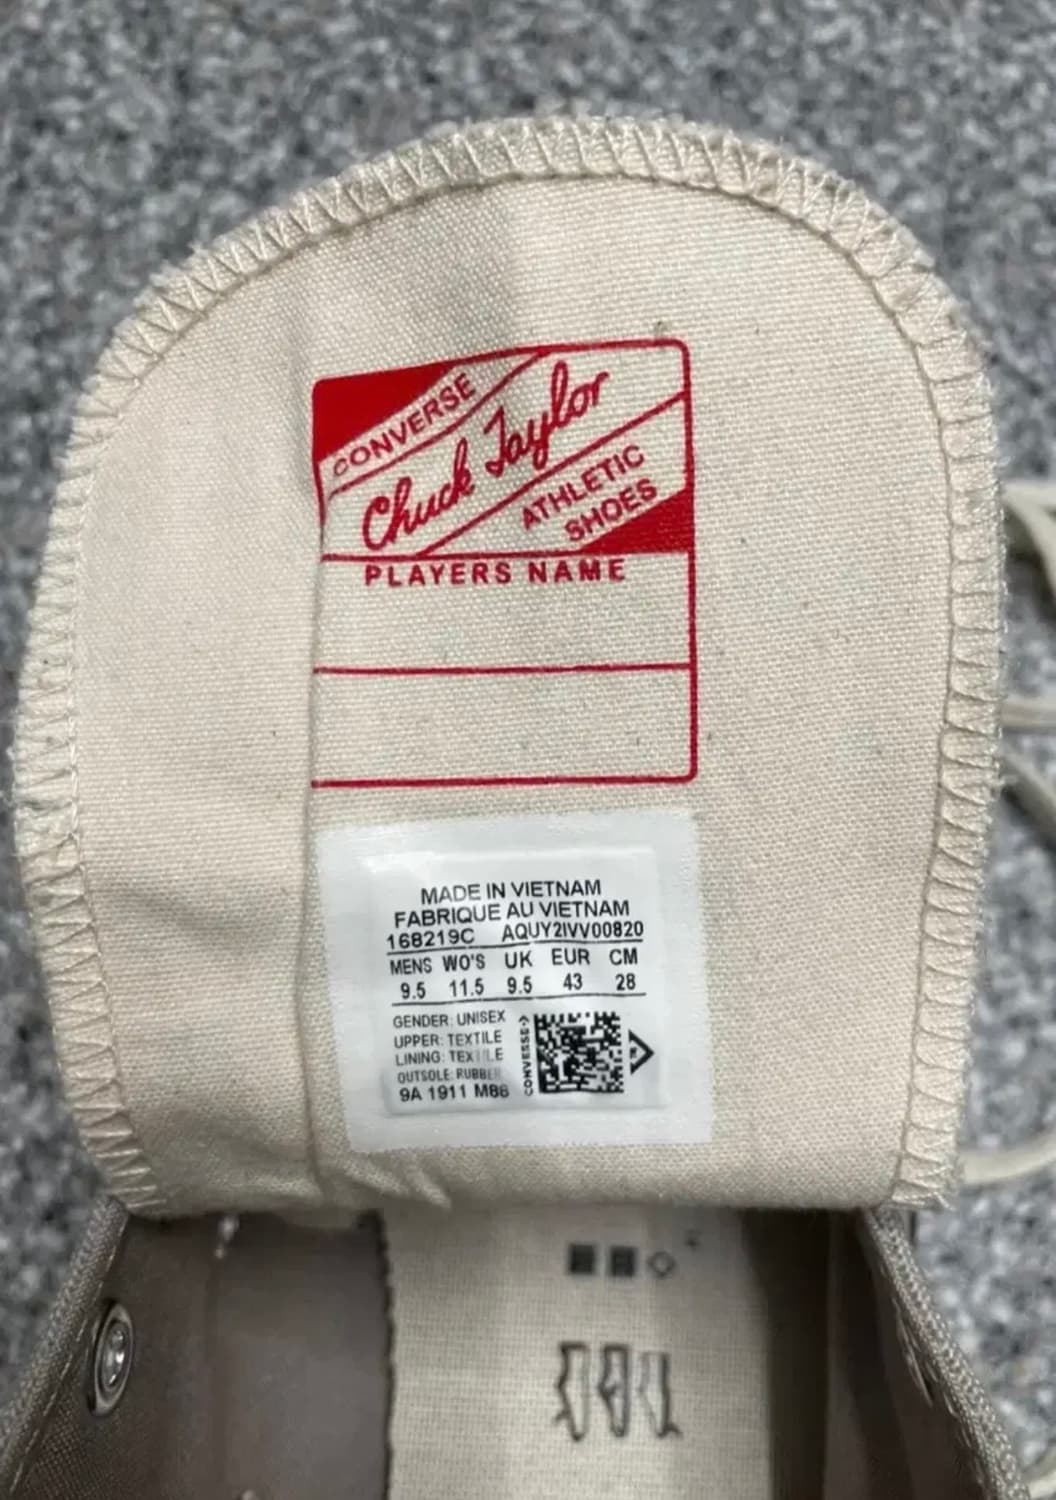 CONVERSE
Chuck Taylor
ATHLETIC
SHOES
PLAYERS NAME
MADE IN VIETNAM
FABRIQUE AU VIETNAM
168219C AQUY2IVV00820
MENS WO'S UK EUR CM
9.5 11.5 9.5 43 28
GENDER: UNISEX
UPPER: TEXTILE
LINING: TEXTILE
OUTSOLE: RUBBER
9A 1911 M88
CONVERSE